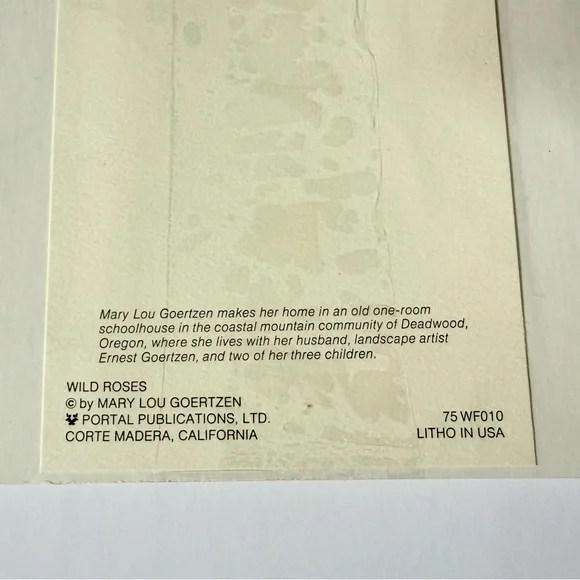 Mary Lou Goertzen makes her home in an old one-room
schoolhouse in the coastal mountain community of Deadwood,
Oregon, where she lives with her husband, landscape artist
Ernest Goertzen, and two of her three children.
WILD ROSES
© by MARY LOU GOERTZEN
PORTAL PUBLICATIONS, LTD.
CORTE MADERA, CALIFORNIA
75 WF010
LITHO IN USA